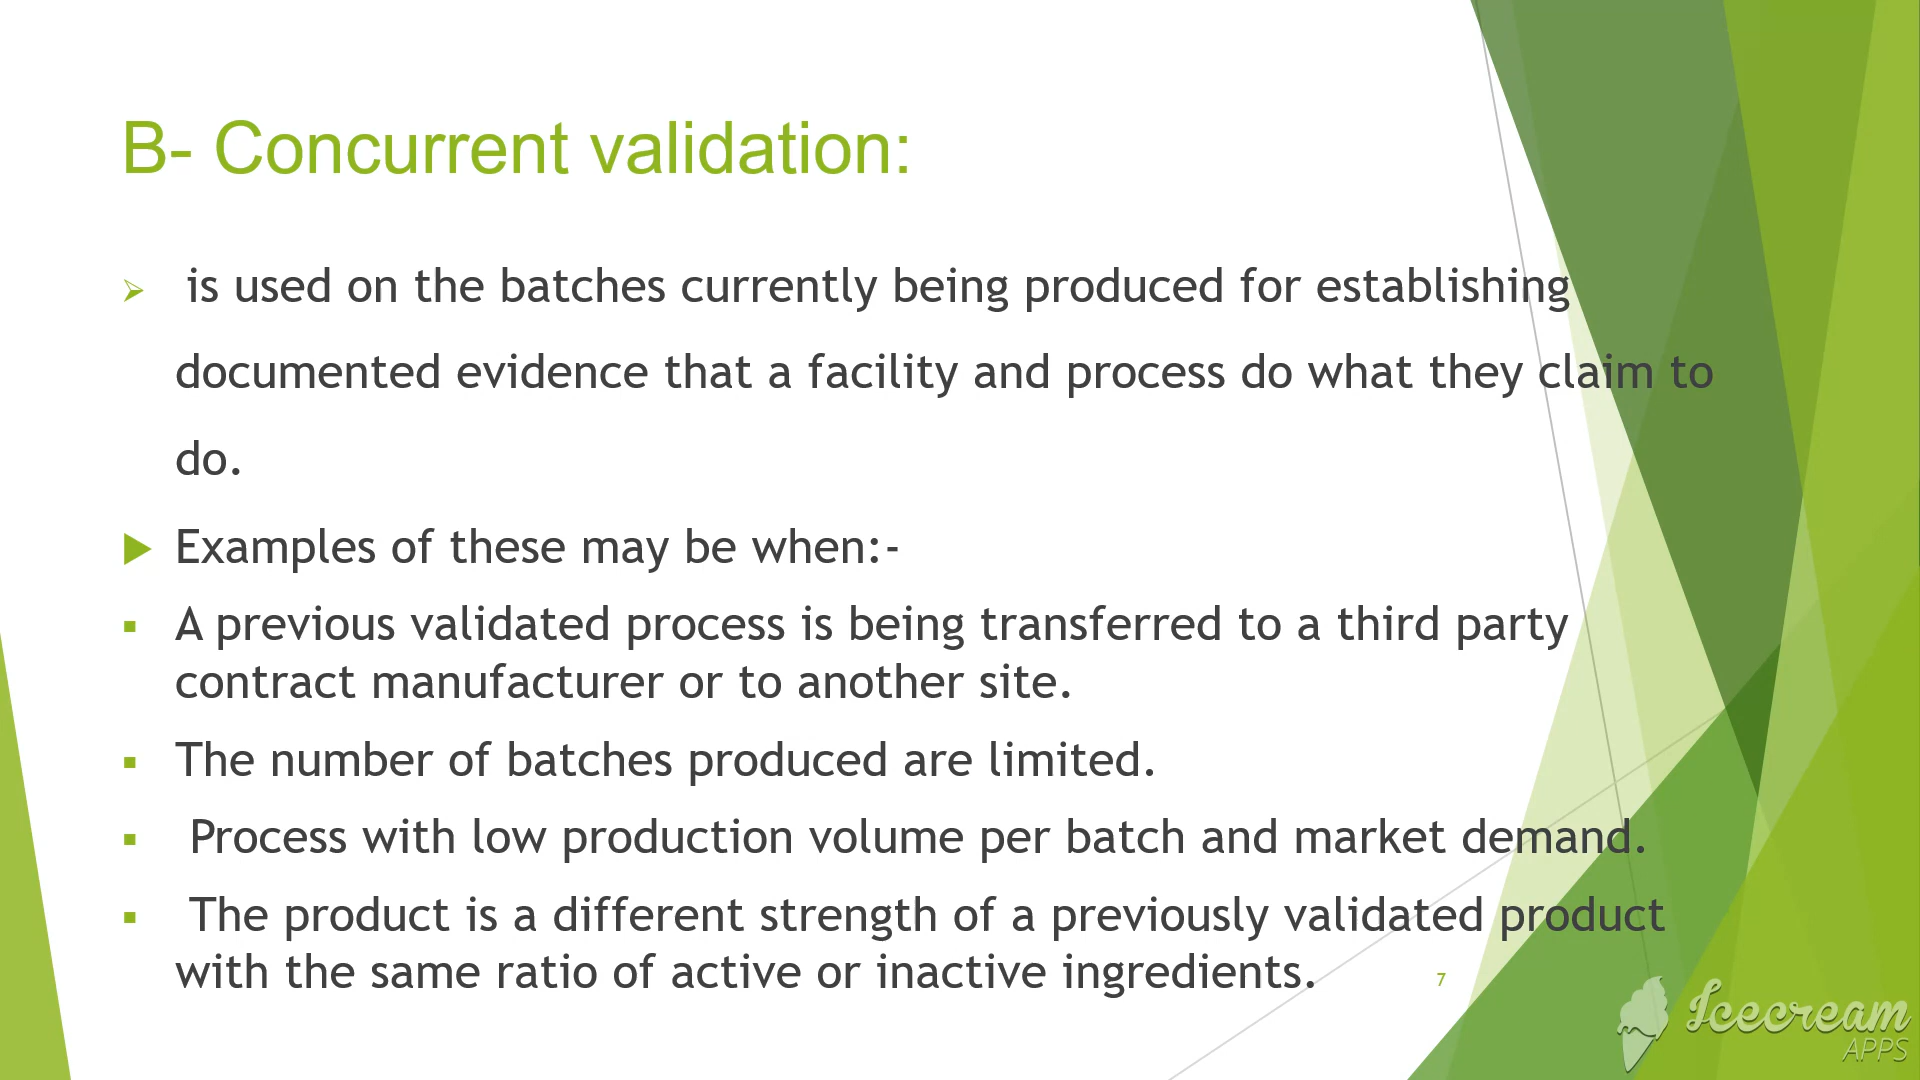 B- Concurrent validation:
is used on the batches currently being produced for establishing
documented evidence that a facility and process do what they claim to
do.
Examples of these may be when:-
A previous validated process is being transferred to a third party
contract manufacturer or to another site.
The number of batches produced are limited.
Process with low production volume per batch and market demand.
The product is a different strength of a previously validated product
with the same ratio of active or inactive ingredients.
7
Icecream
APPS